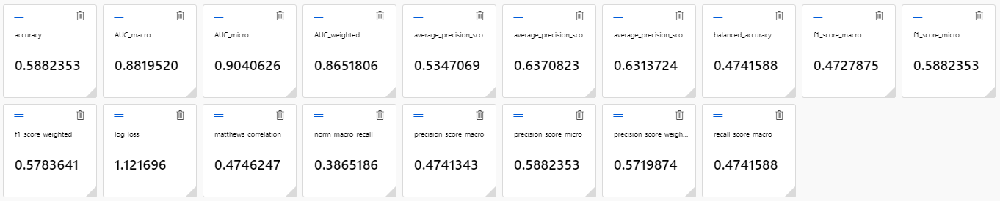 accuracy AUC_macro AUC_micro AUC_weighted average_precision_sco... average_precision_sco... average_precision_sco... balanced_accuracy f1_score_macro f1_score_micro
0.5882353 0.8819520 0.9040626 0.8651806 0.5347069 0.6370823 0.6313724 0.4741588 0.4727875 0.5882353
f1_score_weighted log_loss matthews_correlation norm_macro_recall precision_score_macro precision_score_micro precision_score_weigh... recall_score_macro
0.5783641 1.121696 0.4746247 0.3865186 0.4741343 0.5882353 0.5719874 0.4741588